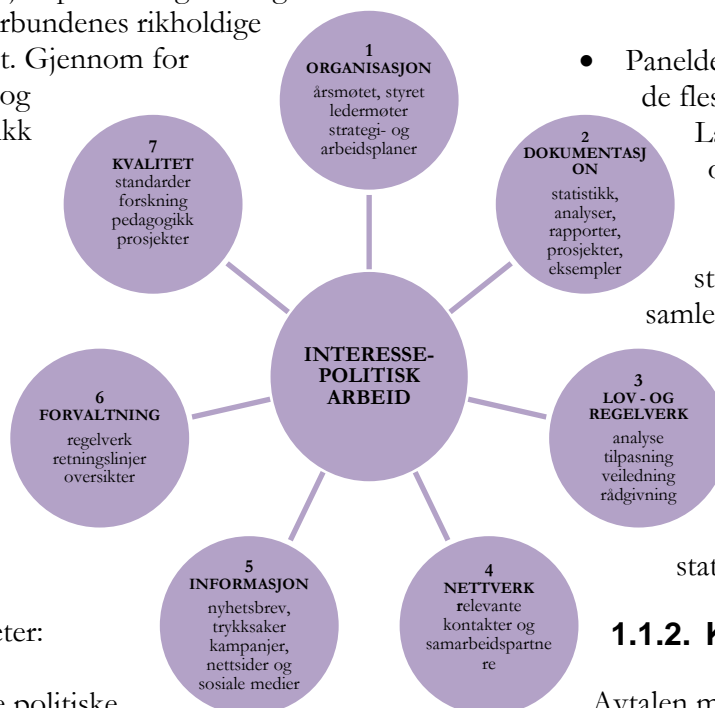 rbundenes rikholdige
t. Gjennom for
og
kk
1
ORGANISASJON
årsmøtet, styret
ledermøter
strategi- og
arbeidsplaner
7
KVALITET
standarder
forskning
pedagogikk
prosjekter
2
DOKUMENTASJ
ON
statistikk,
analyser,
rapporter,
prosjekter,
eksempler
• Panelde
de fles
st
samle
INTERESSE-
POLITISK
ARBEID
6
FORVALTNING
regelverk
retningslinjer
oversikter
3
LOV - OG
REGELVERK
analyse
tilpasning
veiledning
rådgivning
5
INFORMASJON
nyhetsbrev,
trykksaker
kampanjer,
nettsider og
sosiale medier
4
NETTVERK
relevante
kontakter og
samarbeidspartne
re
stat
eter:
1.1.2. K
e politiske
Avtalen m